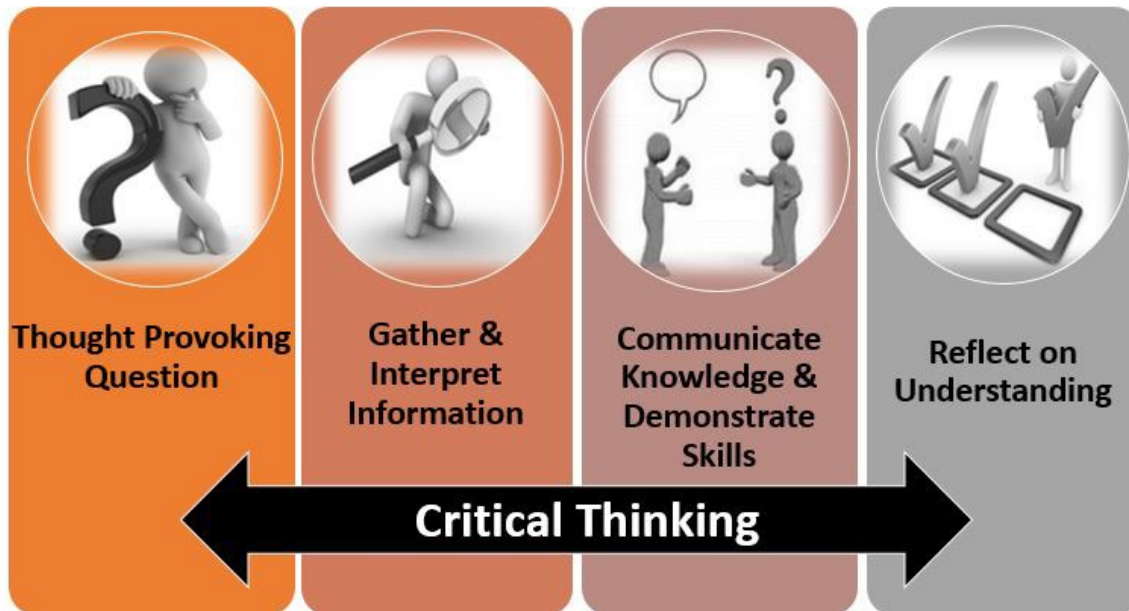 Thought Provoking
Question
Gather &
Interpret
Information
Communicate
Knowledge &
Demonstrate
Skills
Reflect on
Understanding
Critical Thinking